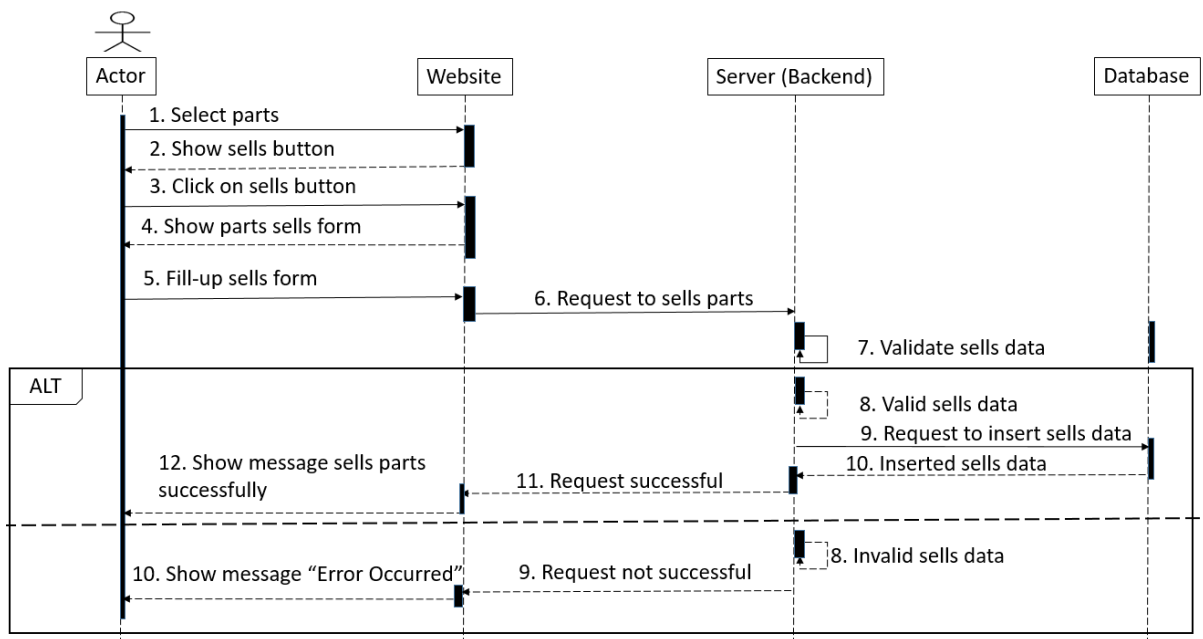 Actor
Website
Server (Backend)
Database
1. Select parts
2. Show sells button
3. Click on sells button
4. Show parts sells form
5. Fill-up sells form
6. Request to sells parts
7. Validate sells data
ALT
8. Valid sells data
9. Request to insert sells data
10. Inserted sells data
11. Request successful
12. Show message sells parts
successfully
8. Invalid sells data
9. Request not successful
10. Show message “Error Occurred”